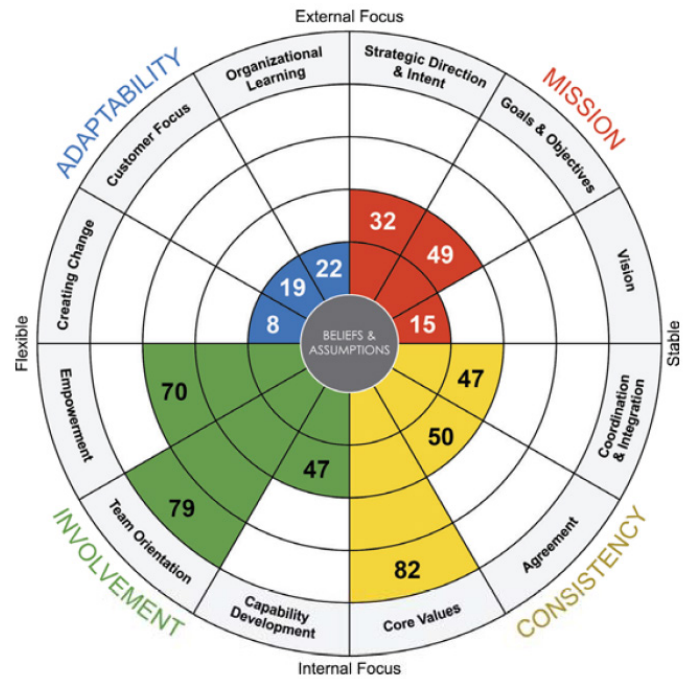 External Focus
ADAPTABILITY
MISSION
Organizational
Learning
Strategic Direction
& Intent
Customer Focus
Goals & Objectives
Creating Change
Vision
32
49
22
19
8
15
BELIEFS &
ASSUMPTIONS
Flexible
Stable
70
47
50
79
47
82
Empowerment
Coordination
& Integration
Team Orientation
Agreement
Capability
Development
Core Values
INVOLVEMENT
CONSISTENCY
Internal Focus